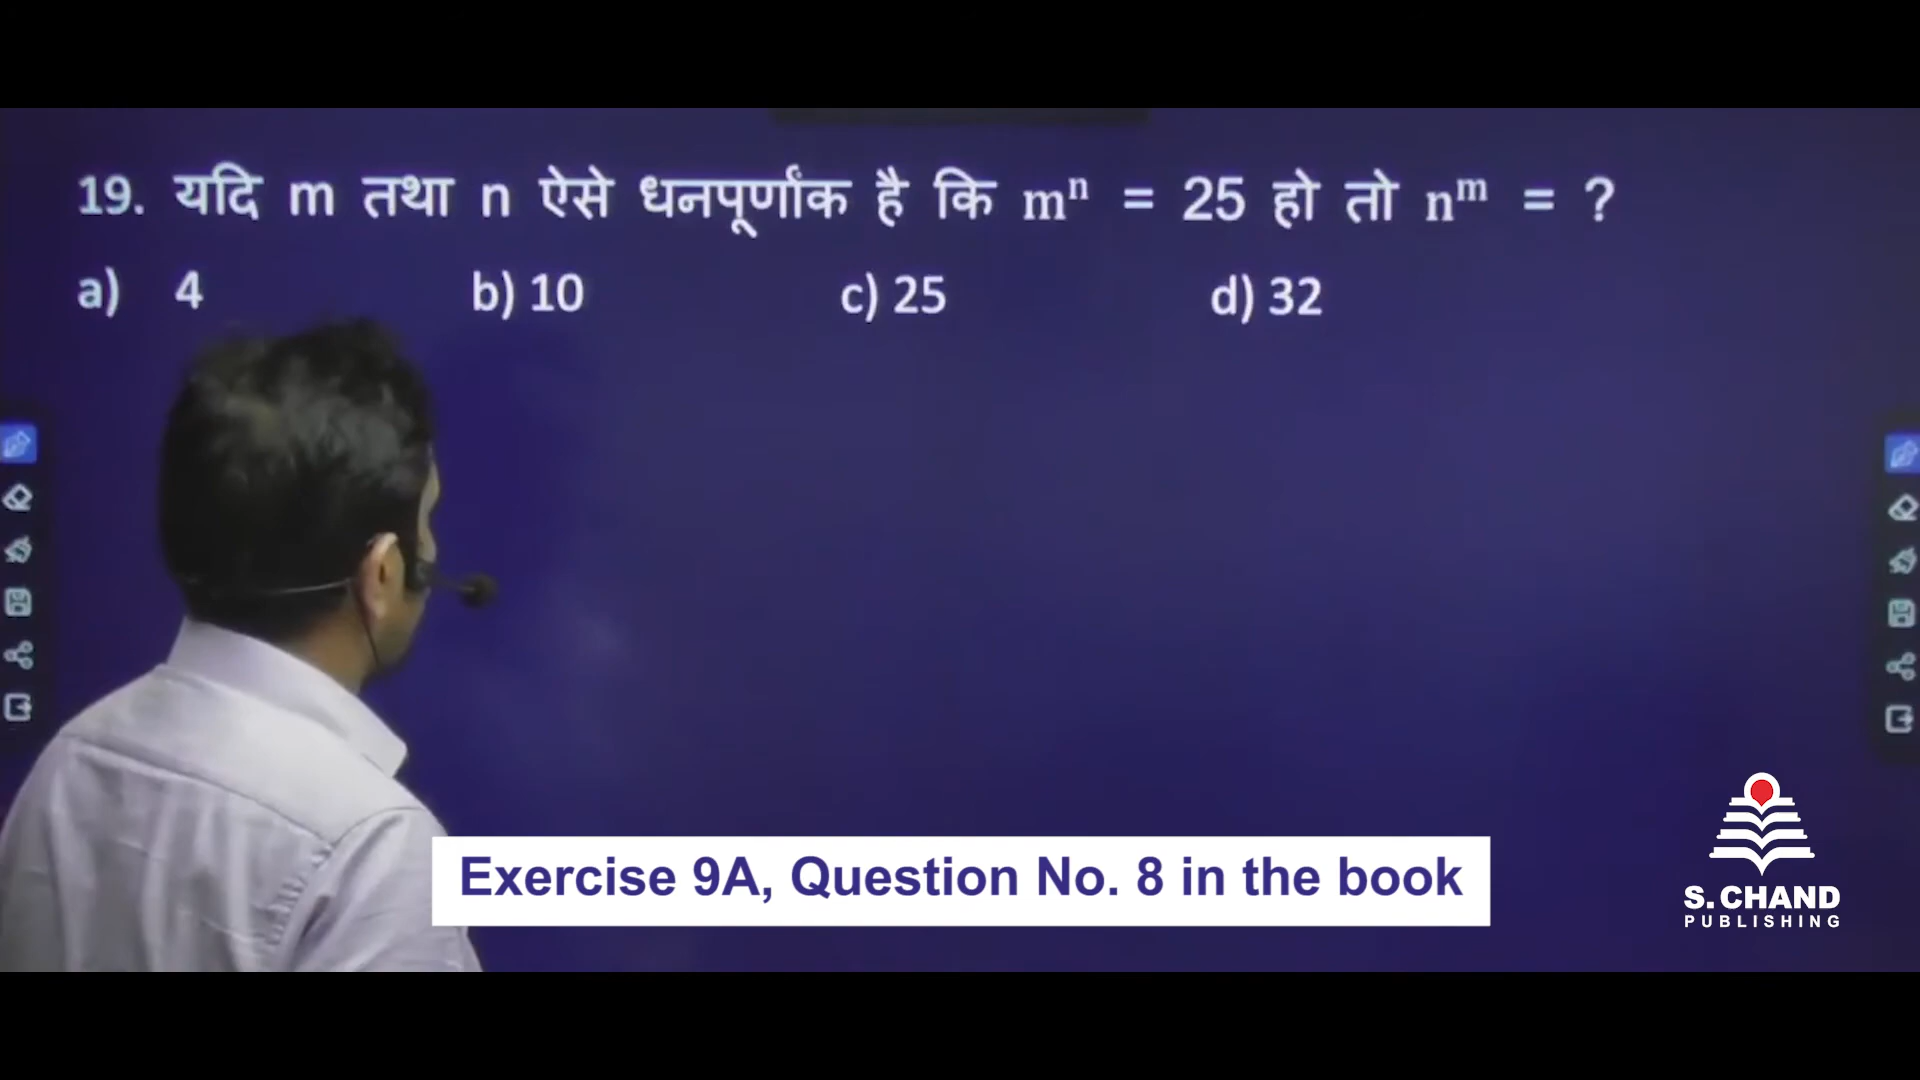 19. यदि m तथा n ऐसे धनपूर्णांक है कि mⁿ = 25 हो तो nᵐ = ?
a) 4 b) 10 c) 25 d) 32
Exercise 9A, Question No. 8 in the book
S. CHAND
PUBLISHING